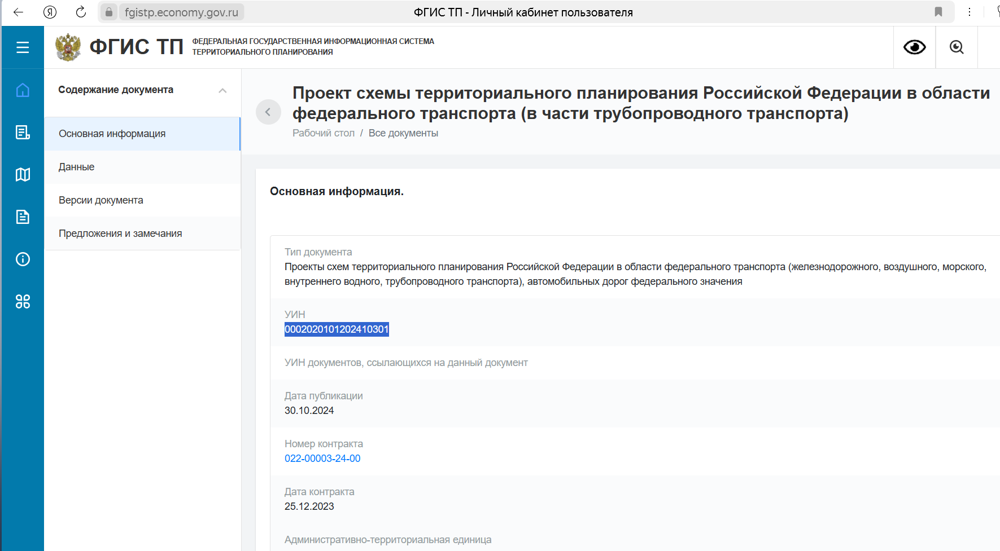 Я
fgistp.economy.gov.ru
ФГИС ТП - Личный кабинет пользователя
ФГИС ТП
ФЕДЕРАЛЬНАЯ ГОСУДАРСТВЕННАЯ ИНФОРМАЦИОННАЯ СИСТЕМА
ТЕРРИТОРИАЛЬНОГО ПЛАНИРОВАНИЯ
Содержание документа
Основная информация
Данные
Версии документа
Предложения и замечания
Проект схемы территориального планирования Российской Федерации в области
федерального транспорта (в части трубопроводного транспорта)
Рабочий стол / Все документы
Основная информация.
Тип документа
Проекты схем территориального планирования Российской Федерации в области федерального транспорта (железнодорожного, воздушного, морского,
внутреннего водного, трубопроводного транспорта), автомобильных дорог федерального значения
УИН
0002020101202410301
УИН документов, ссылающихся на данный документ
Дата публикации
30.10.2024
Номер контракта
022-00003-24-00
Дата контракта
25.12.2023
Административно-территориальная единица